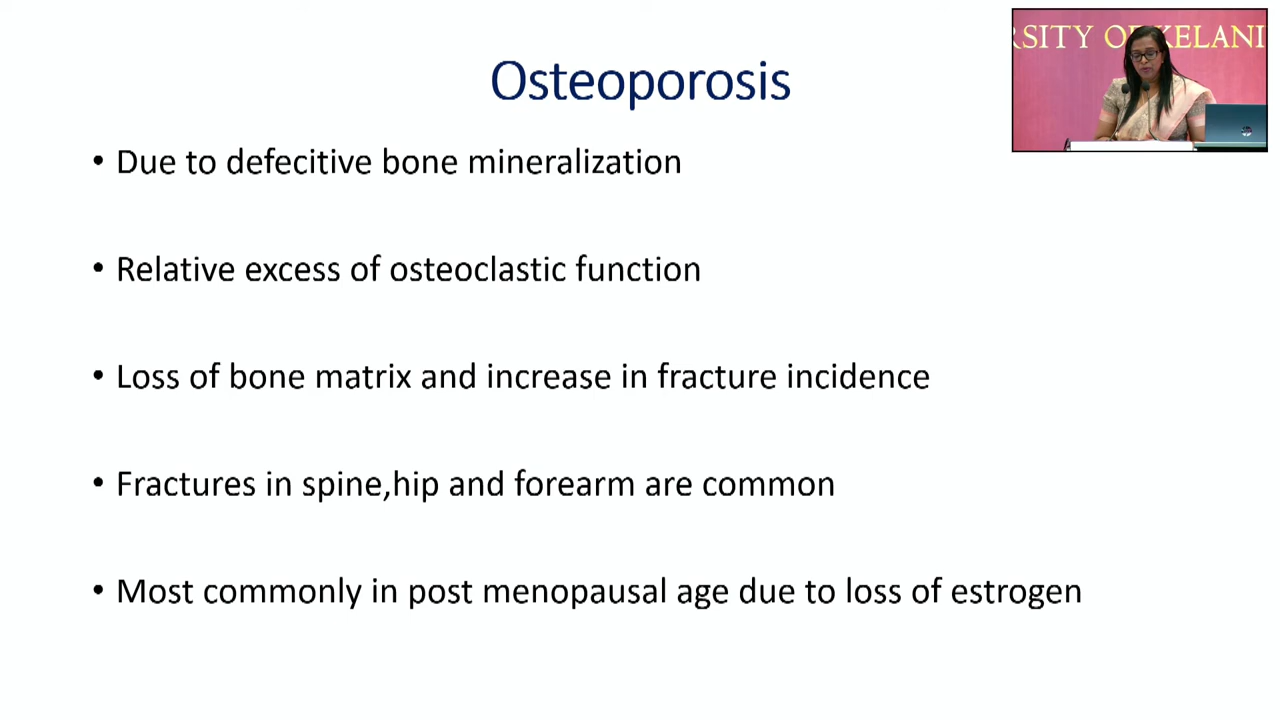 RSITY OF KELANI
Osteoporosis
• Due to defecitive bone mineralization
• Relative excess of osteoclastic function
• Loss of bone matrix and increase in fracture incidence
• Fractures in spine,hip and forearm are common
• Most commonly in post menopausal age due to loss of estrogen